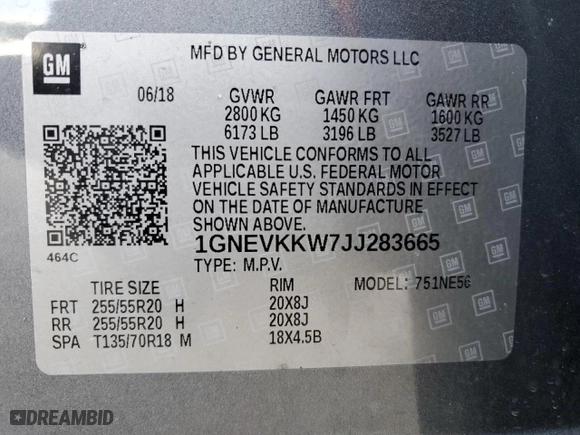 GM
MFD BY GENERAL MOTORS LLC
06/18 GVWR GAWR FRT GAWR RR
2800 KG 1450 KG 1600 KG
6173 LB 3196 LB 3527 LB
THIS VEHICLE CONFORMS TO ALL
APPLICABLE U.S. FEDERAL MOTOR
VEHICLE SAFETY STANDARDS IN EFFECT
ON THE DATE OF MANUFACTURE
SHOWN ABOVE.
464C
1GNEVKKW7JJ283665
TYPE: M.P.V. MODEL: 751NE56
TIRE SIZE RIM
FRT 255/55R20 H 20X8J
RR 255/55R20 H 20X8J
SPA T135/70R18 M 18X4.5B
DREAMBID